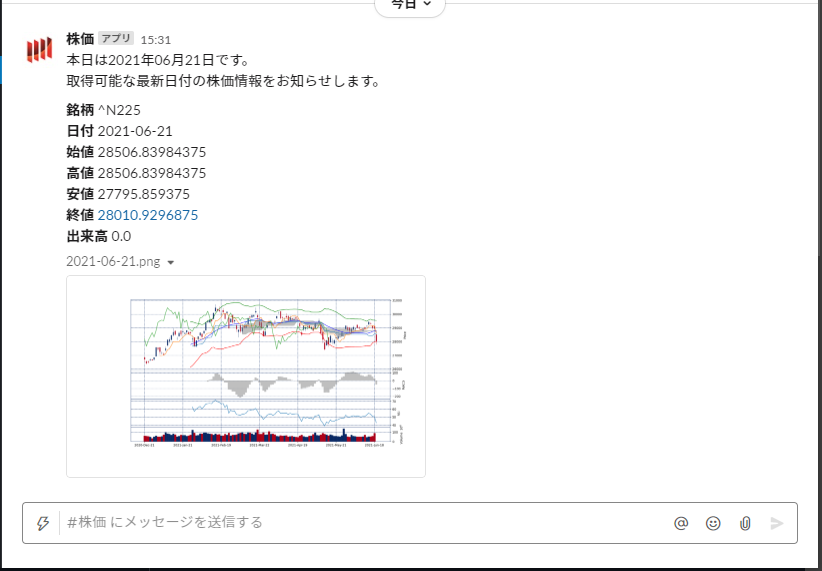 今日
株価 アプリ 15:31
本日は2021年06月21日です。
取得可能な最新日付の株価情報をお知らせします。
銘柄 ^N225
日付 2021-06-21
始値 28506.83984375
高値 28506.83984375
安値 27795.859375
終値 28010.9296875
出来高 0.0
2021-06-21.png
#株価 にメッセージを送信する